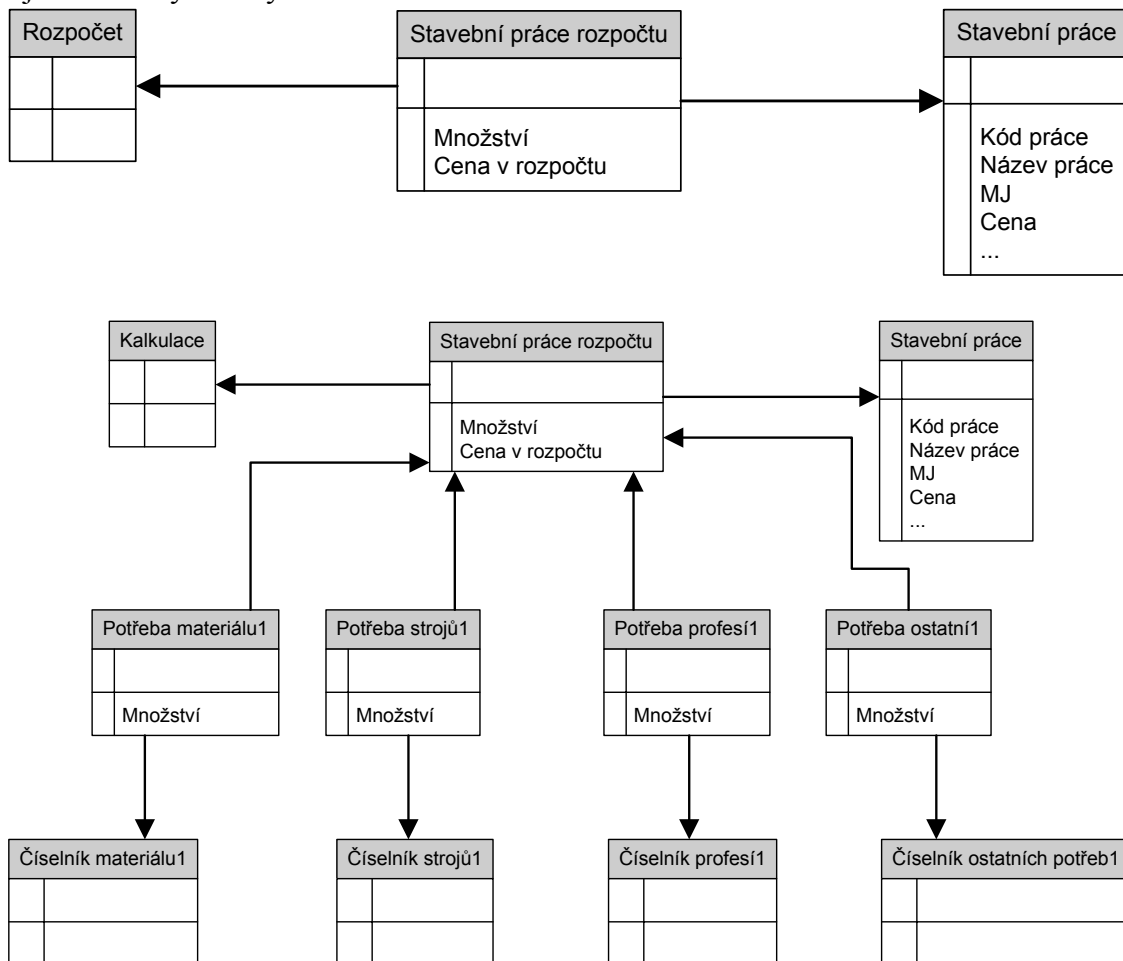 Rozpočet
Stavební práce rozpočtu
Stavební práce
Množství
Cena v rozpočtu
Kód práce
Název práce
MJ
Cena
...
Kalkulace
Stavební práce rozpočtu
Stavební práce
Množství
Cena v rozpočtu
Kód práce
Název práce
MJ
Cena
...
Potřeba materiálu1
Potřeba strojů1
Potřeba profesí1
Potřeba ostatní1
Množství
Množství
Množství
Množství
Číselník materiálu1
Číselník strojů1
Číselník profesí1
Číselník ostatních potřeb1